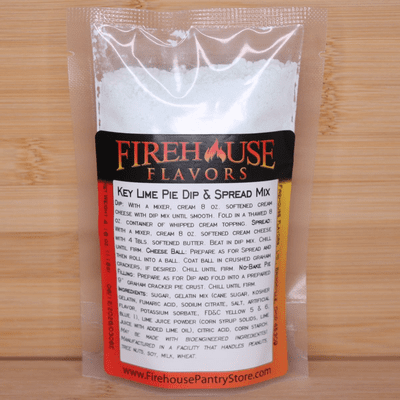 FIREHOUSE
FLAVORS
KEY LIME PIE DIP & SPREAD MIX
DIP: WITH A MIXER, CREAM 8 OZ. SOFTENED CREAM
CHEESE WITH DIP MIX UNTIL SMOOTH. FOLD IN A THAWED 8
OZ. CONTAINER OF WHIPPED CREAM TOPPING. SPREAD:
WITH A MIXER, CREAM 8 OZ. SOFTENED CREAM CHEESE
WITH 4 TBLS. SOFTENED BUTTER. BEAT IN DIP MIX. CHILL
UNTIL FIRM. CHEESE BALL: PREPARE AS FOR SPREAD AND
THEN ROLL INTO A BALL. COAT BALL IN CRUSHED GRAHAM
CRACKERS, IF DESIRED. CHILL UNTIL FIRM. NO-BAKE PIE
FILLING: PREPARE AS FOR DIP AND FOLD INTO A PREPARED
9" GRAHAM CRACKER PIE CRUST. CHILL UNTIL FIRM.
INGREDIENTS: SUGAR, GELATIN MIX (CANE SUGAR, KOSHER
GELATIN, FUMARIC ACID, SODIUM CITRATE, SALT, ARTIFICIAL
FLAVOR, POTASSIUM SORBATE, FD&C YELLOW 5 & 6,
BLUE 1), LIME JUICE POWDER (CORN SYRUP SOLIDS, LIME
JUICE WITH ADDED LIME OIL), CITRIC ACID, CORN STARCH
MAY BE MADE WITH BIOENGINEERED INGREDIENTS
MANUFACTURED IN A FACILITY THAT HANDLES PEANUTS,
TREE NUTS, SOY, MILK, WHEAT.
www.FirehousePantryStore.com